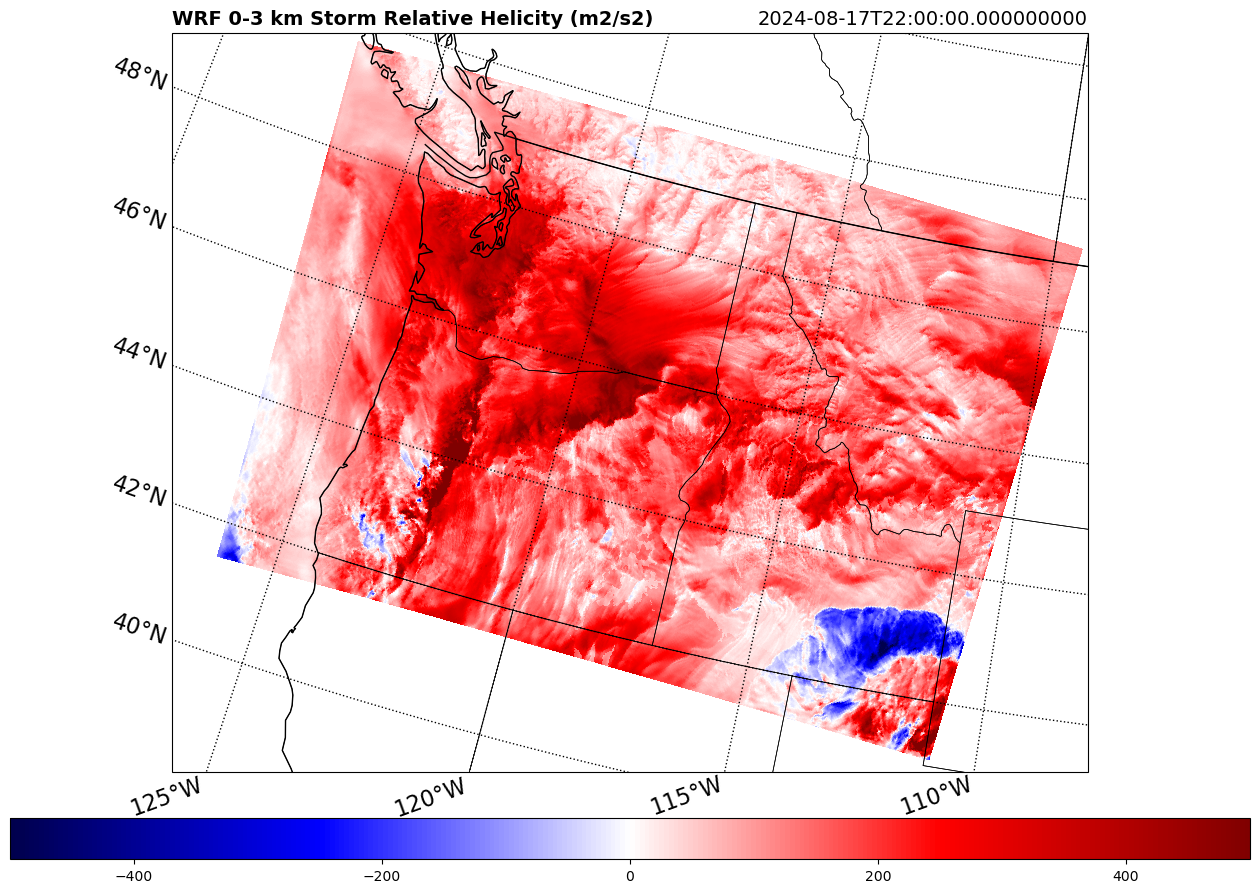 WRF 0-3 km Storm Relative Helicity (m2/s2) 2024-08-17T22:00:00.000000000
48°N
46°N
44°N
42°N
40°N
125°W 120°W 115°W 110°W
−400 −200 0 200 400